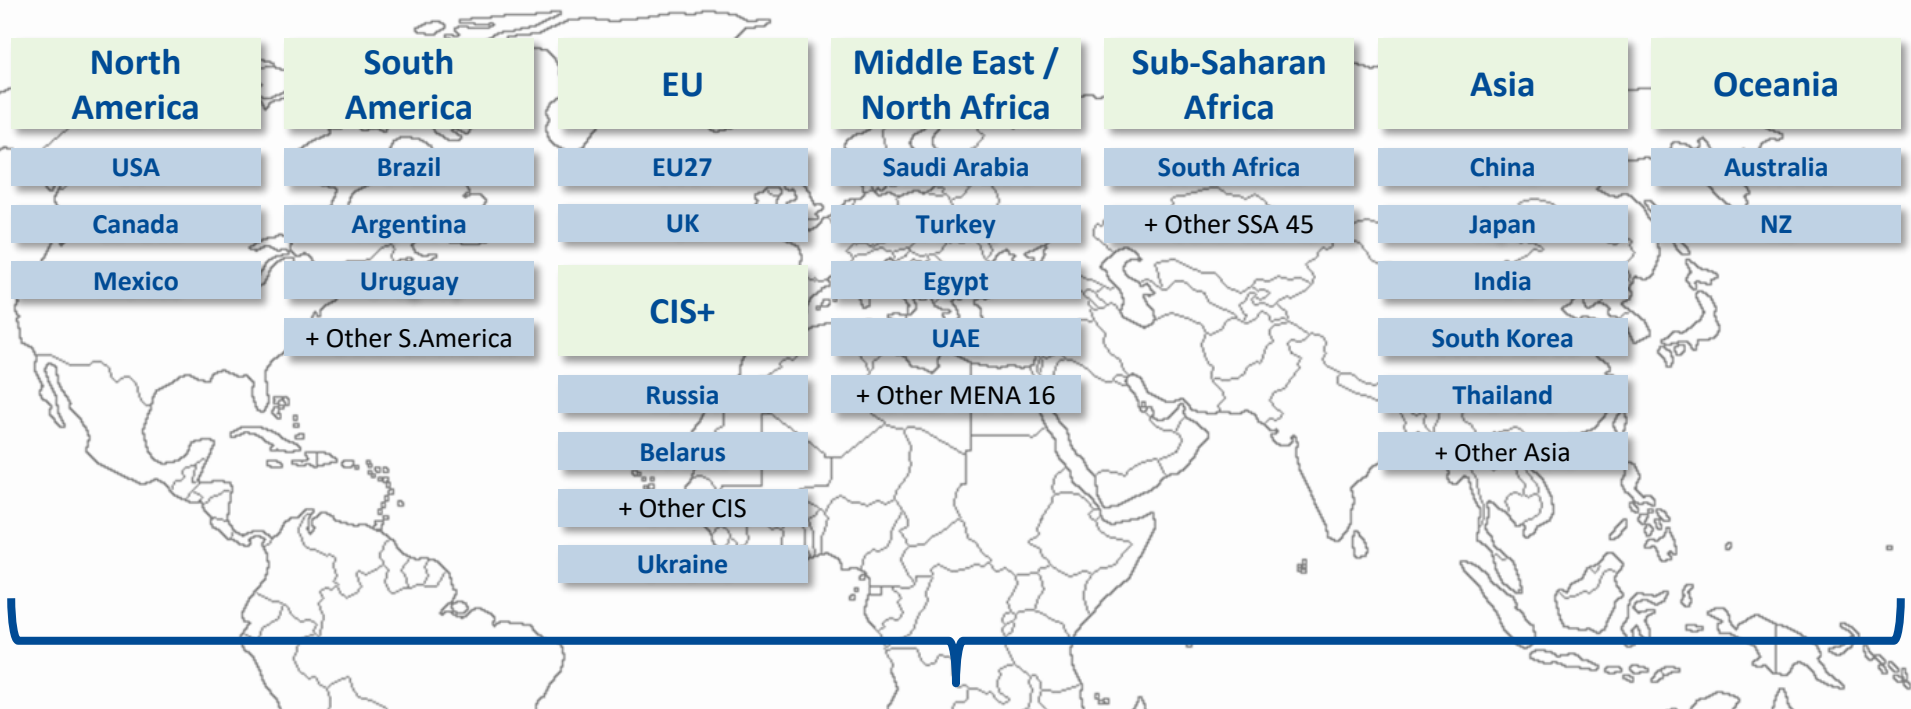 North
America
USA
Canada
Mexico
South
America
Brazil
Argentina
Uruguay
+ Other S.America
EU
EU27
UK
CIS+
Russia
Belarus
+ Other CIS
Ukraine
Middle East /
North Africa
Saudi Arabia
Turkey
Egypt
UAE
+ Other MENA 16
Sub-Saharan
Africa
South Africa
+ Other SSA 45
Asia
China
Japan
India
South Korea
Thailand
+ Other Asia
Oceania
Australia
NZ